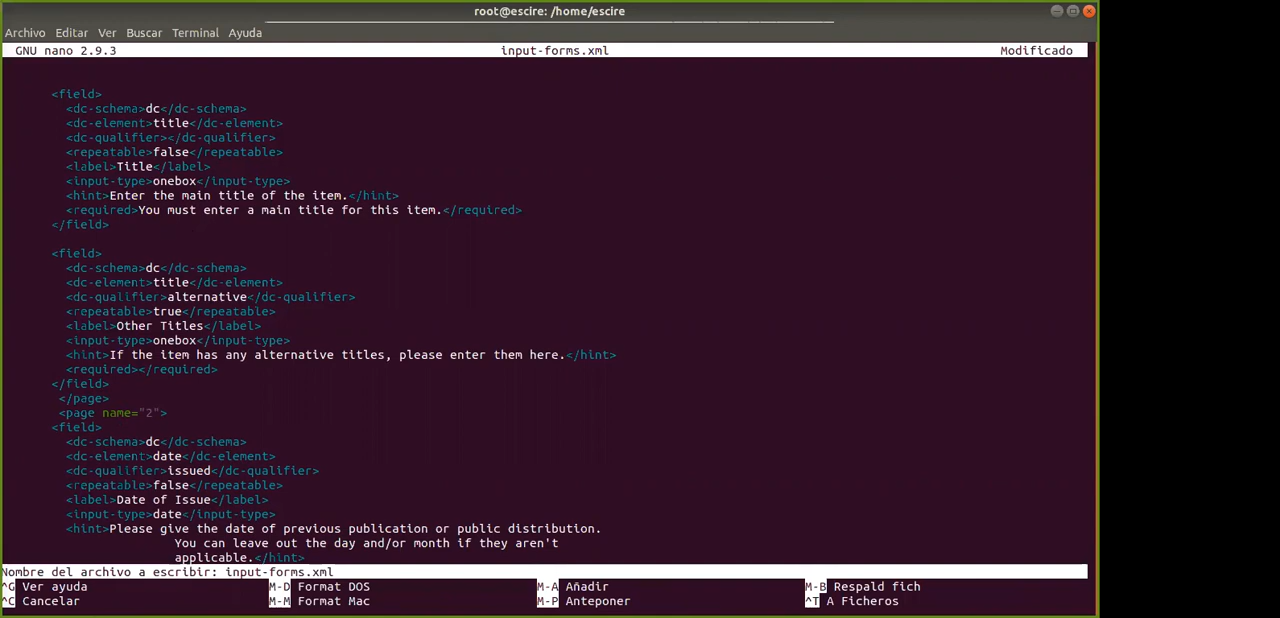 root@escire: /home/escire
Archivo Editar Ver Buscar Terminal Ayuda
GNU nano 2.9.3 input-forms.xml Modificado
<field>
<dc-schema>dc</dc-schema>
<dc-element>title</dc-element>
<dc-qualifier></dc-qualifier>
<repeatable>false</repeatable>
<label>Title</label>
<input-type>onebox</input-type>
<hint>Enter the main title of the item.</hint>
<required>You must enter a main title for this item.</required>
</field>
<field>
<dc-schema>dc</dc-schema>
<dc-element>title</dc-element>
<dc-qualifier>alternative</dc-qualifier>
<repeatable>true</repeatable>
<label>Other Titles</label>
<input-type>onebox</input-type>
<hint>If the item has any alternative titles, please enter them here.</hint>
<required></required>
</field>
</page>
<page name="2">
<field>
<dc-schema>dc</dc-schema>
<dc-element>date</dc-element>
<dc-qualifier>issued</dc-qualifier>
<repeatable>false</repeatable>
<label>Date of Issue</label>
<input-type>date</input-type>
<hint>Please give the date of previous publication or public distribution.
You can leave out the day and/or month if they aren't
applicable.</hint>
Nombre del archivo a escribir: input-forms.xml
^G Ver ayuda M-D Format DOS M-A Añadir M-B Respald fich
^C Cancelar M-M Format Mac M-P Anteponer ^T A Ficheros